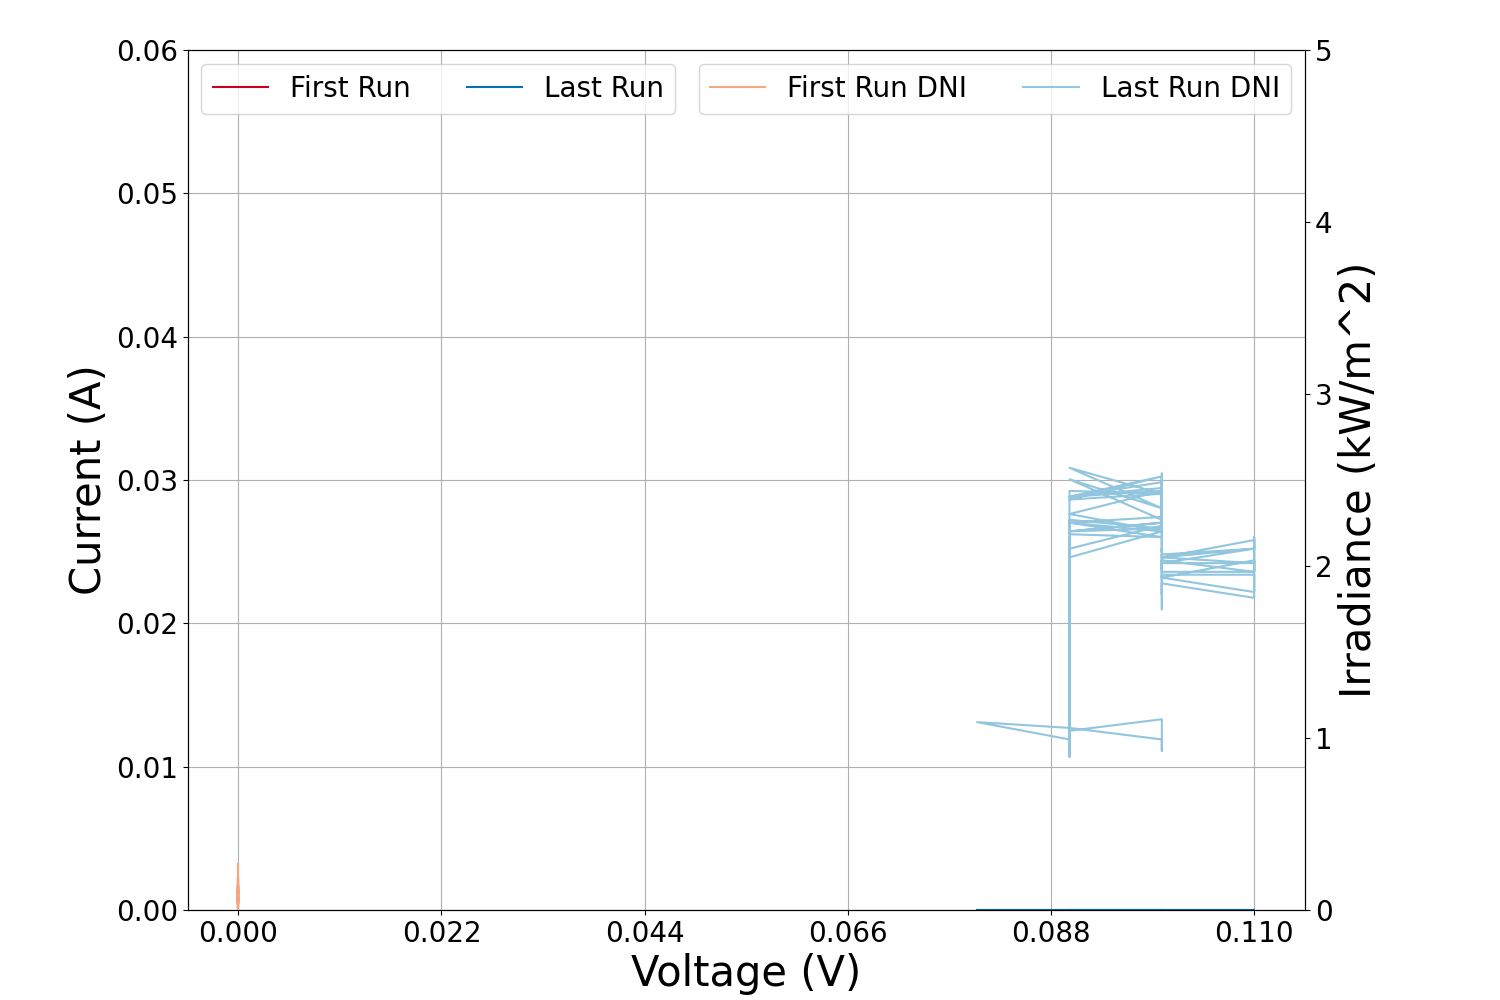 First Run
Last Run
First Run DNI
Last Run DNI
0.06
0.05
0.04
0.03
0.02
0.01
0.00
Current (A)
5
4
3
2
1
0
Irradiance (kW/m^2)
0.000 0.022 0.044 0.066 0.088 0.110
Voltage (V)